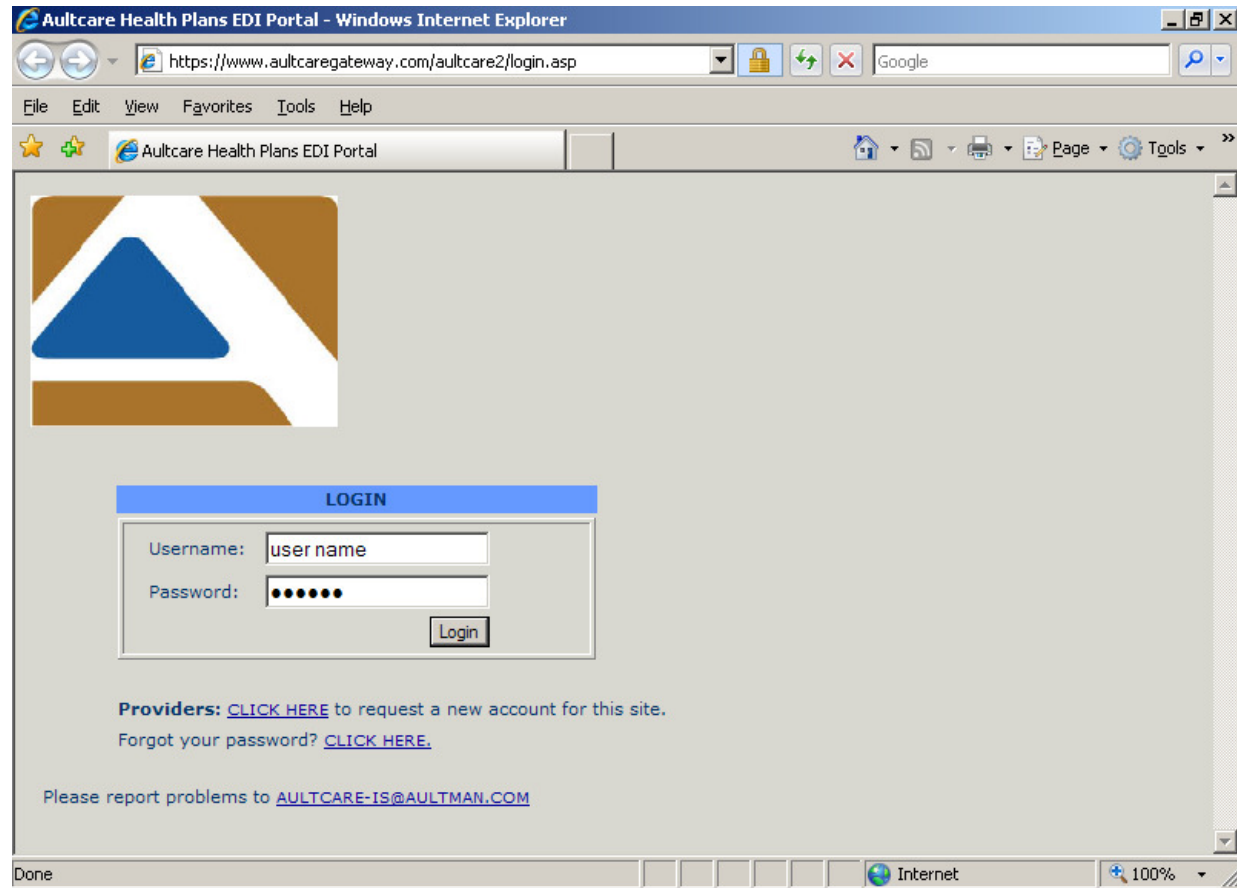 Aultcare Health Plans EDI Portal - Windows Internet Explorer
https://www.aultcaregateway.com/aultcare2/login.asp
Google
File Edit View Favorites Tools Help
Aultcare Health Plans EDI Portal
Page Tools »
LOGIN
Username: user name
Password: ●●●●●●
Login
Providers: CLICK HERE to request a new account for this site.
Forgot your password? CLICK HERE.
Please report problems to AULTCARE-IS@AULTMAN.COM
Done Internet 100%